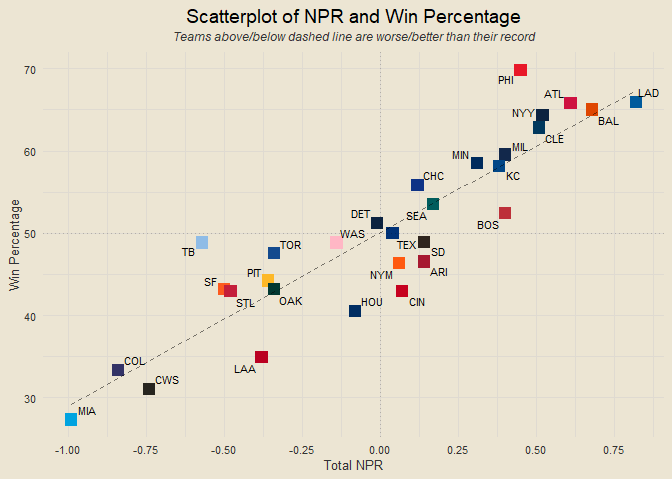 Scatterplot of NPR and Win Percentage
Teams above/below dashed line are worse/better than their record
Win Percentage
70
60
50
40
30
PHI
ATL
LAD
NYY
BAL
CLE
MIL
MIN
KC
CHC
BOS
SEA
DET
WAS
TEX
SD
TB
TOR
NYM
ARI
PIT
SF
STL
OAK
HOU
CIN
LAA
COL
CWS
MIA
-1.00
-0.75
-0.50
-0.25
0.00
0.25
0.50
0.75
Total NPR